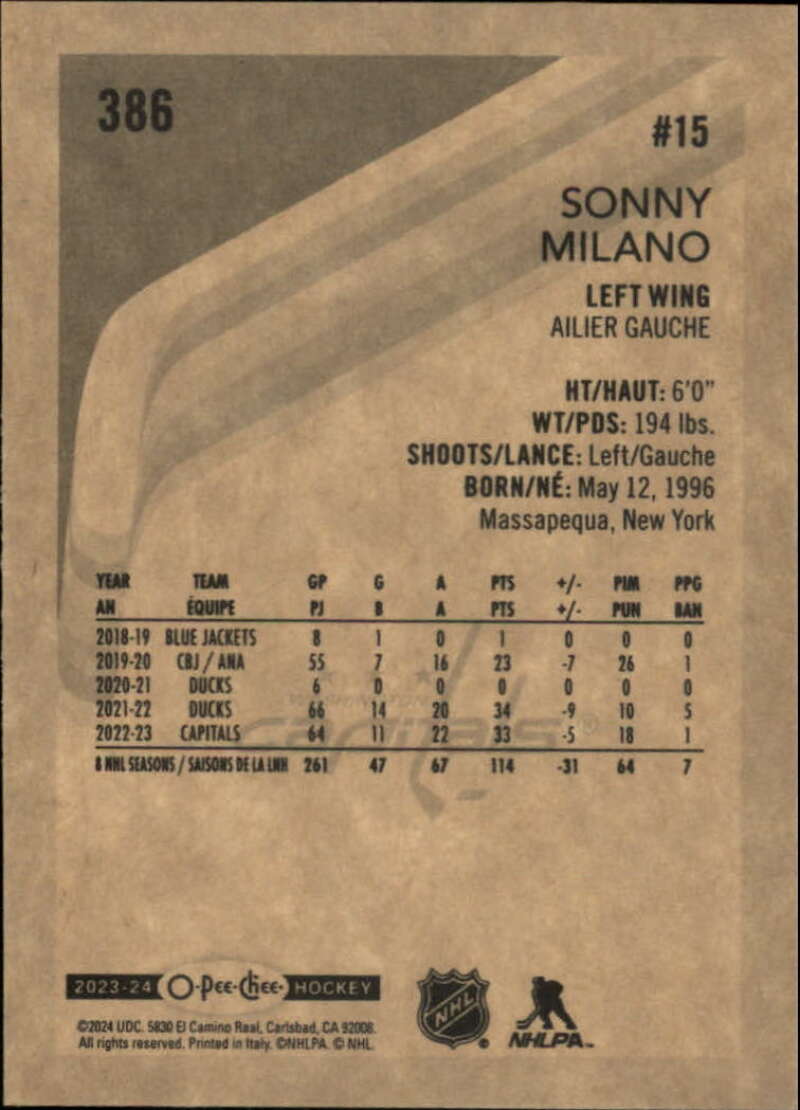 386
#15
SONNY
MILANO
LEFT WING
AILIER GAUCHE
HT/HAUT: 6'0"
WT/PDS: 194 lbs.
SHOOTS/LANCE: Left/Gauche
BORN/NÉ: May 12, 1996
Massapequa, New York
YEAR TEAM GP G A PTS +/- PIM PPG
AN ÉQUIPE PJ B A PTS +/- PUN BAN
2018-19 BLUE JACKETS 8 1 0 1 0 0 0
2019-20 CBJ / ANA 55 7 16 23 -7 26 1
2020-21 DUCKS 6 0 0 0 0 0 0
2021-22 DUCKS 66 14 20 34 -9 10 5
2022-23 CAPITALS 64 11 22 33 -5 18 1
8 NHL SEASONS / SAISONS DE LA LNH 261 47 67 114 -31 64 7
WASHINGTON
capitals ®
2023-24 O-Pee-Chee HOCKEY
©2024 UDC. 5830 El Camino Real, Carlsbad, CA 92008.
All rights reserved. Printed in Italy. ©NHLPA. © NHL.
NHL
NHLPA